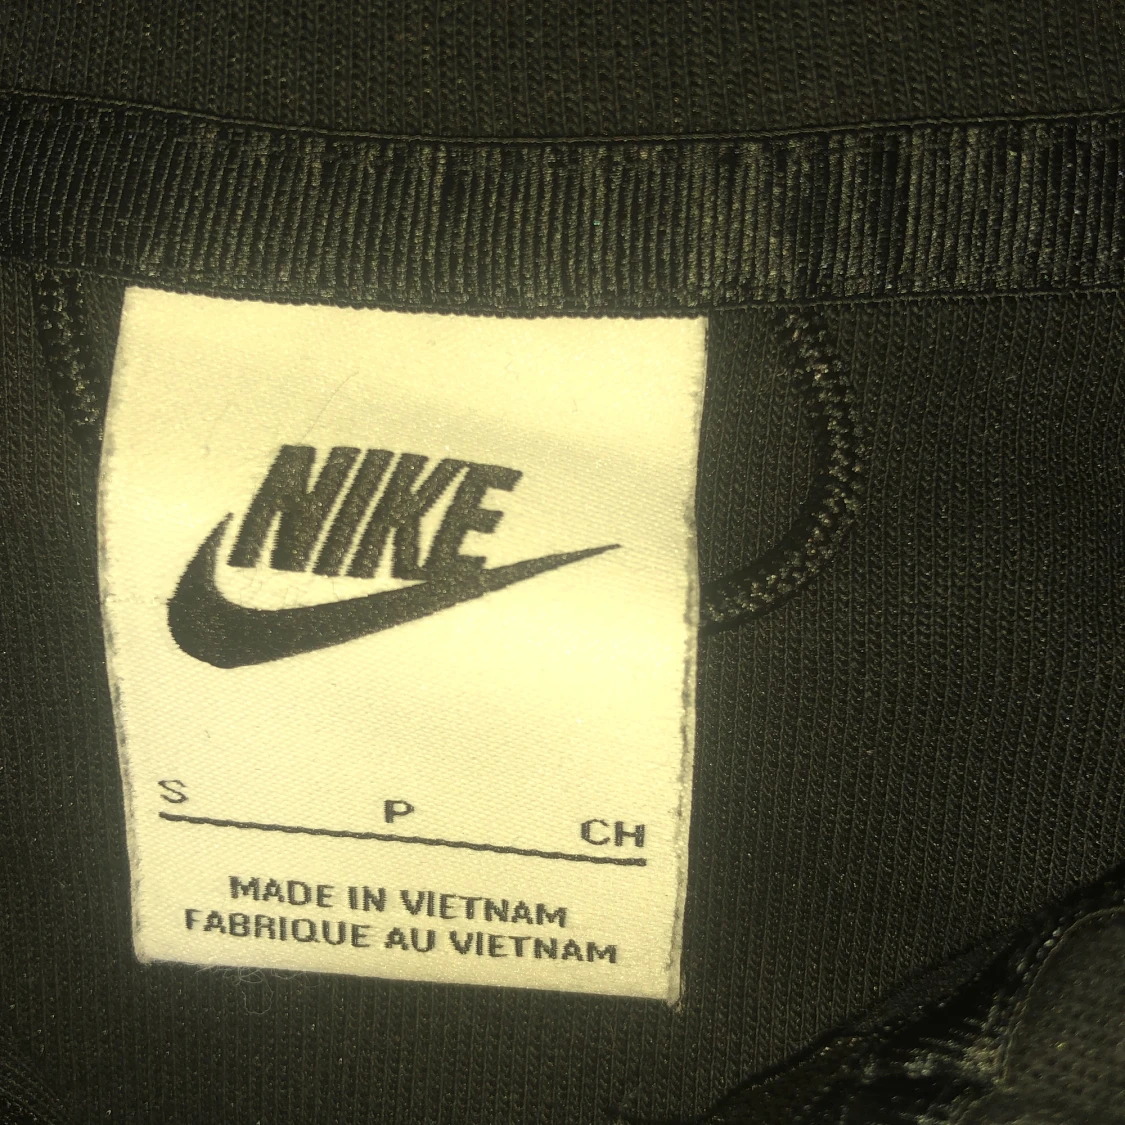 NIKE
S P CH
MADE IN VIETNAM
FABRIQUE AU VIETNAM